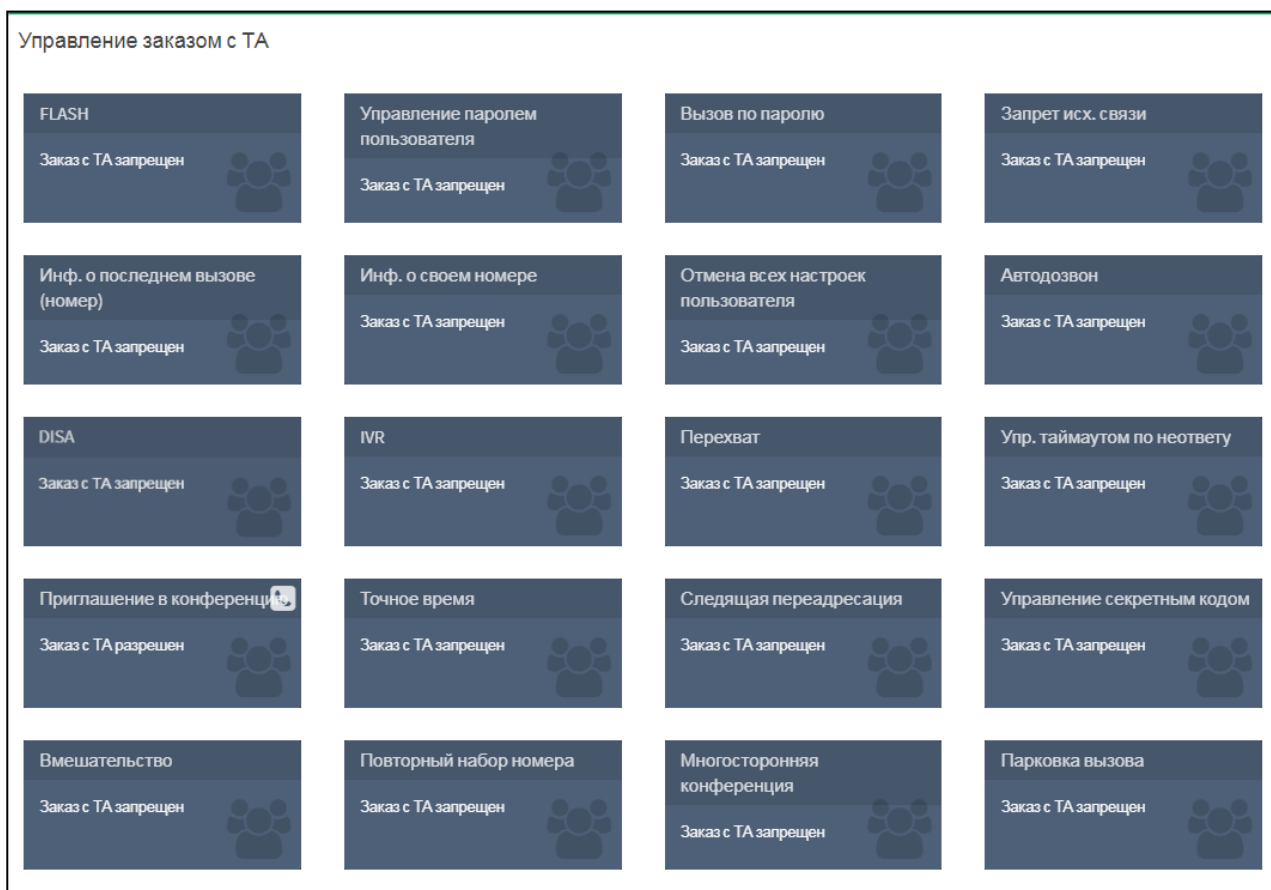 Управление заказом с ТА
FLASH
Заказ с ТА запрещен
Управление паролем
пользователя
Заказ с ТА запрещен
Вызов по паролю
Заказ с ТА запрещен
Запрет исх. связи
Заказ с ТА запрещен
Инф. о последнем вызове
(номер)
Заказ с ТА запрещен
Инф. о своем номере
Заказ с ТА запрещен
Отмена всех настроек
пользователя
Заказ с ТА запрещен
Автодозвон
Заказ с ТА запрещен
DISA
Заказ с ТА запрещен
IVR
Заказ с ТА запрещен
Перехват
Заказ с ТА запрещен
Упр. таймаутом по неответу
Заказ с ТА запрещен
Приглашение в конференцию
Заказ с ТА разрешен
Точное время
Заказ с ТА запрещен
Следящая переадресация
Заказ с ТА запрещен
Управление секретным кодом
Заказ с ТА запрещен
Вмешательство
Заказ с ТА запрещен
Повторный набор номера
Заказ с ТА запрещен
Многосторонняя
конференция
Заказ с ТА запрещен
Парковка вызова
Заказ с ТА запрещен